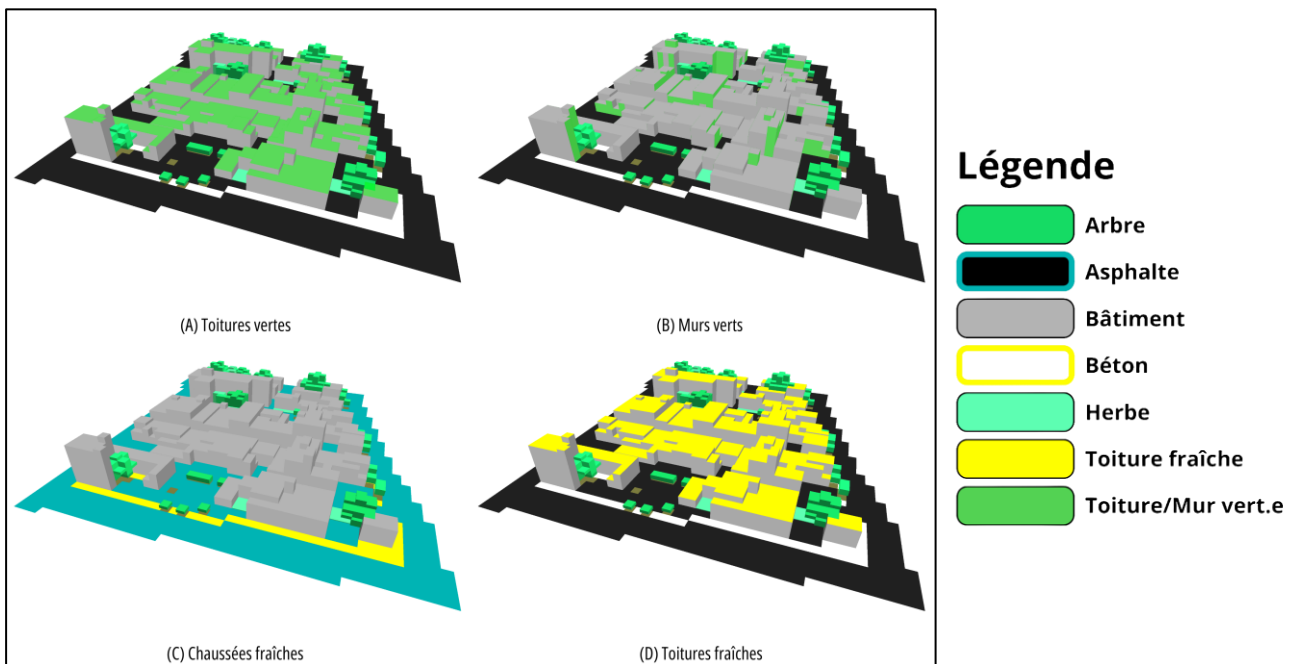 (A) Toitures vertes
(B) Murs verts
(C) Chaussées fraîches
(D) Toitures fraîches
Légende
Arbre
Asphalte
Bâtiment
Béton
Herbe
Toiture fraîche
Toiture/Mur vert.e